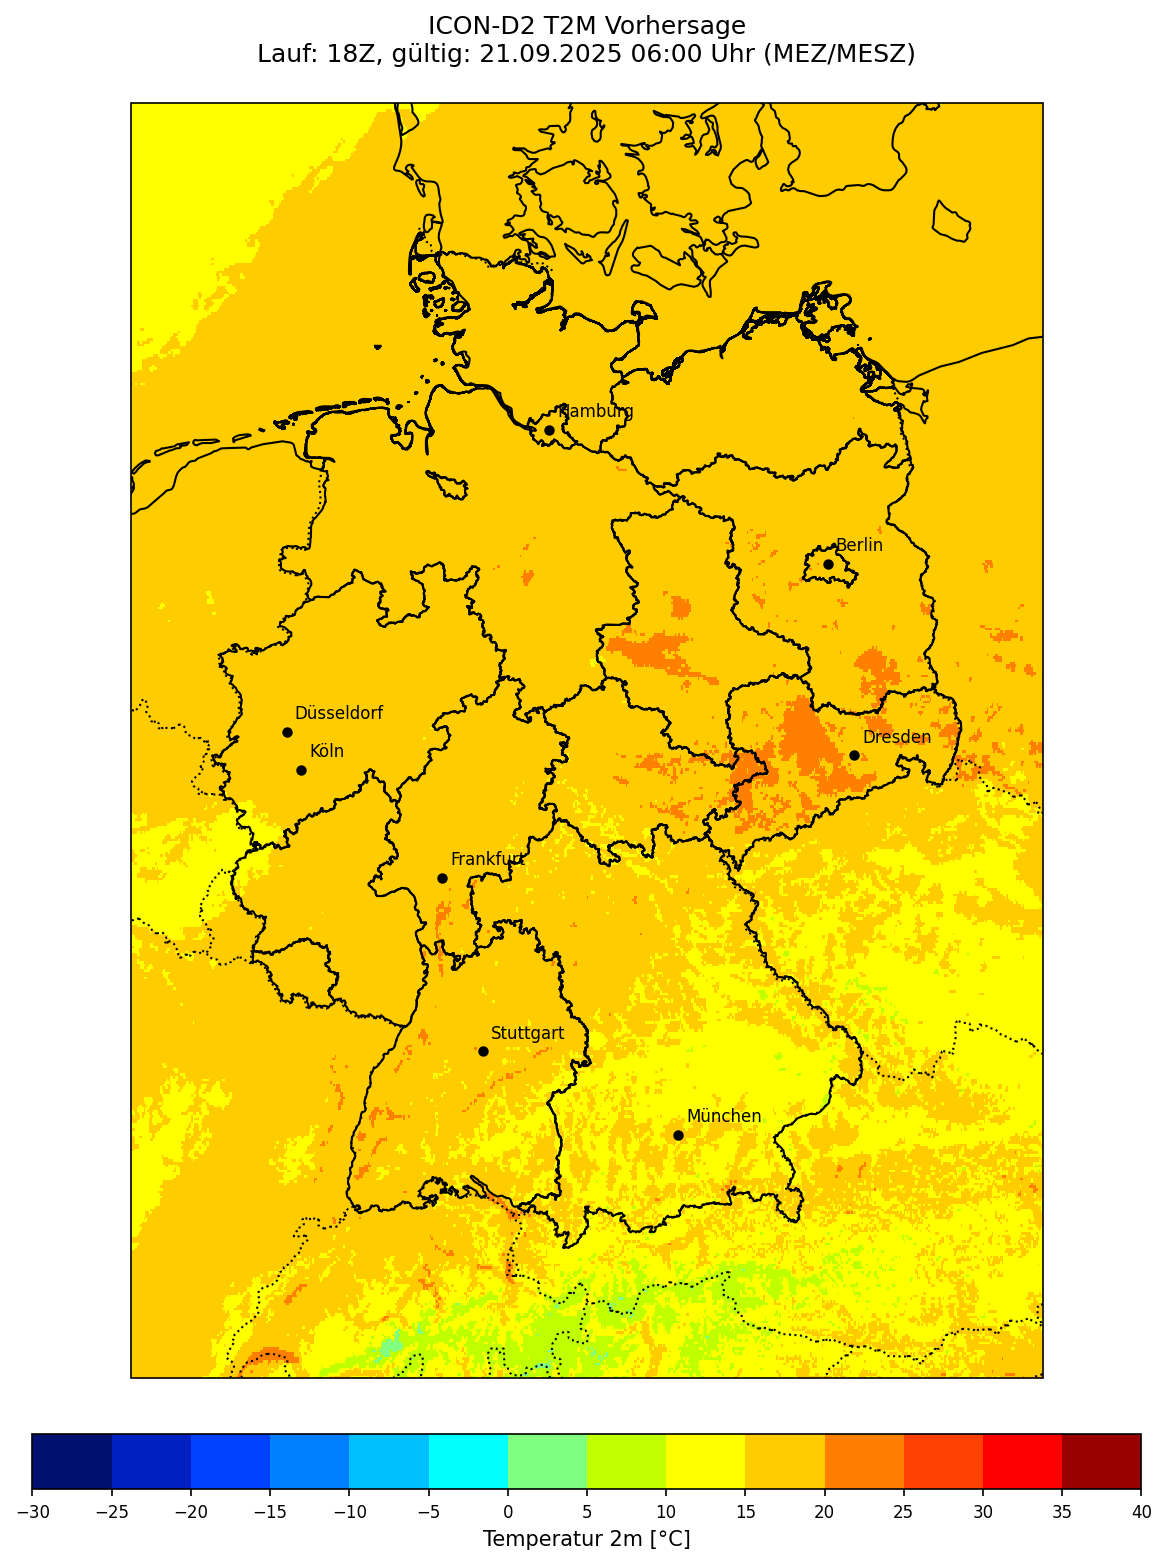 ICON-D2 T2M Vorhersage
Lauf: 18Z, gültig: 21.09.2025 06:00 Uhr (MEZ/MESZ)
Hamburg
Berlin
Düsseldorf
Köln
Dresden
Frankfurt
Stuttgart
München
−30 −25 −20 −15 −10 −5 0 5 10 15 20 25 30 35 40
Temperatur 2m [°C]